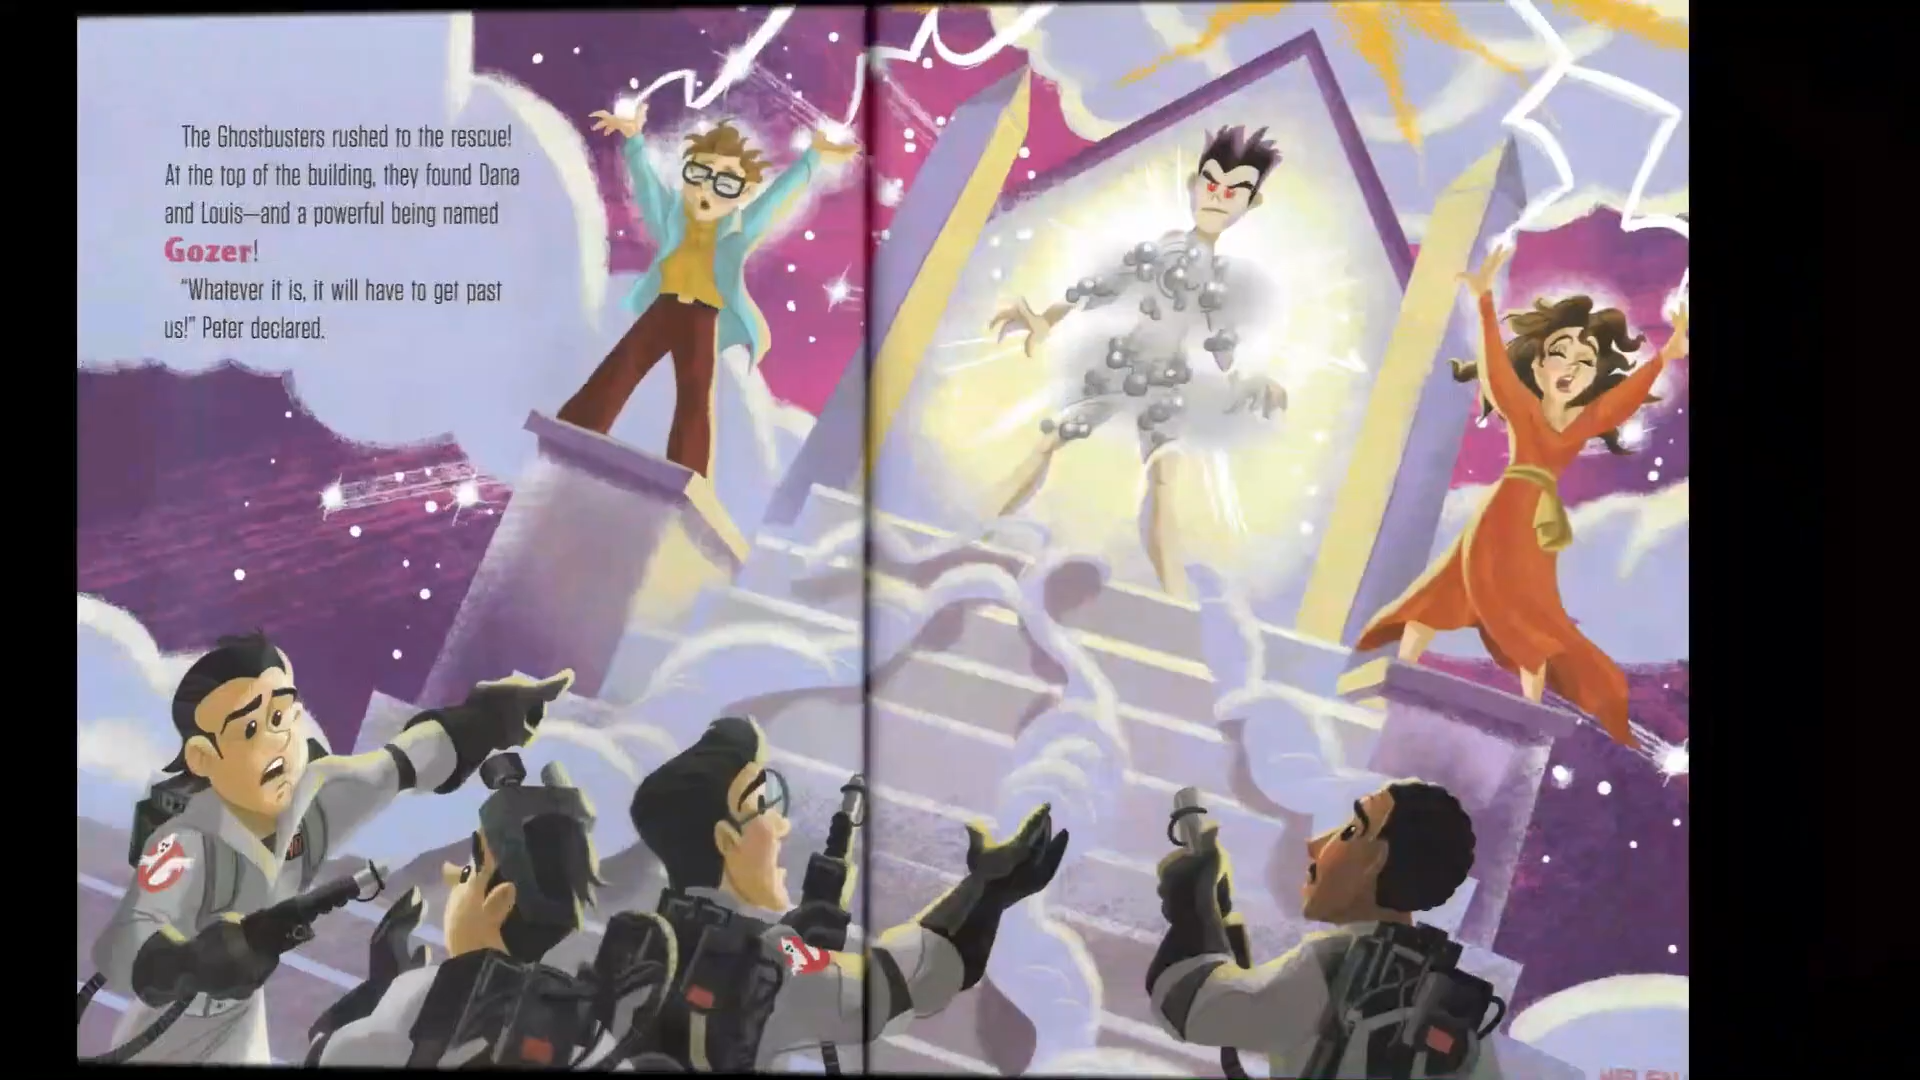 The Ghostbusters rushed to the rescue!
At the top of the building, they found Dana
and Louis—and a powerful being named
Gozer!
"Whatever it is, it will have to get past
us!" Peter declared.